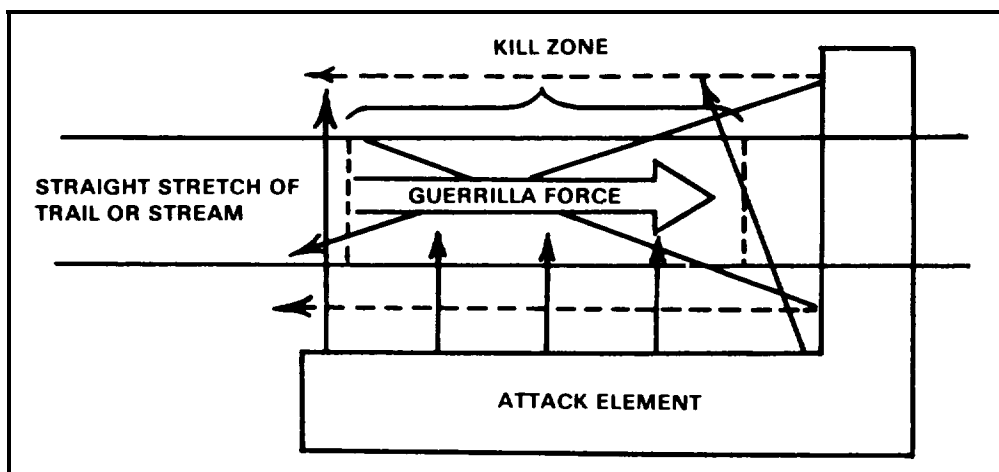 KILL ZONE
STRAIGHT STRETCH OF
TRAIL OR STREAM
GUERRILLA FORCE
ATTACK ELEMENT